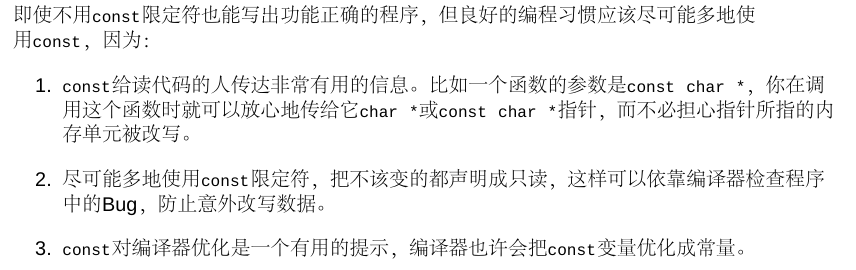 即使不用const限定符也能写出功能正确的程序，但良好的编程习惯应该尽可能多地使
用const，因为：
1. const给读代码的人传达非常有用的信息。比如一个函数的参数是const char *，你在调
用这个函数时就可以放心地传给它char *或const char *指针，而不必担心指针所指的内
存单元被改写。
2. 尽可能多地使用const限定符，把不该变的都声明成只读，这样可以依靠编译器检查程序
中的Bug，防止意外改写数据。
3. const对编译器优化是一个有用的提示，编译器也许会把const变量优化成常量。